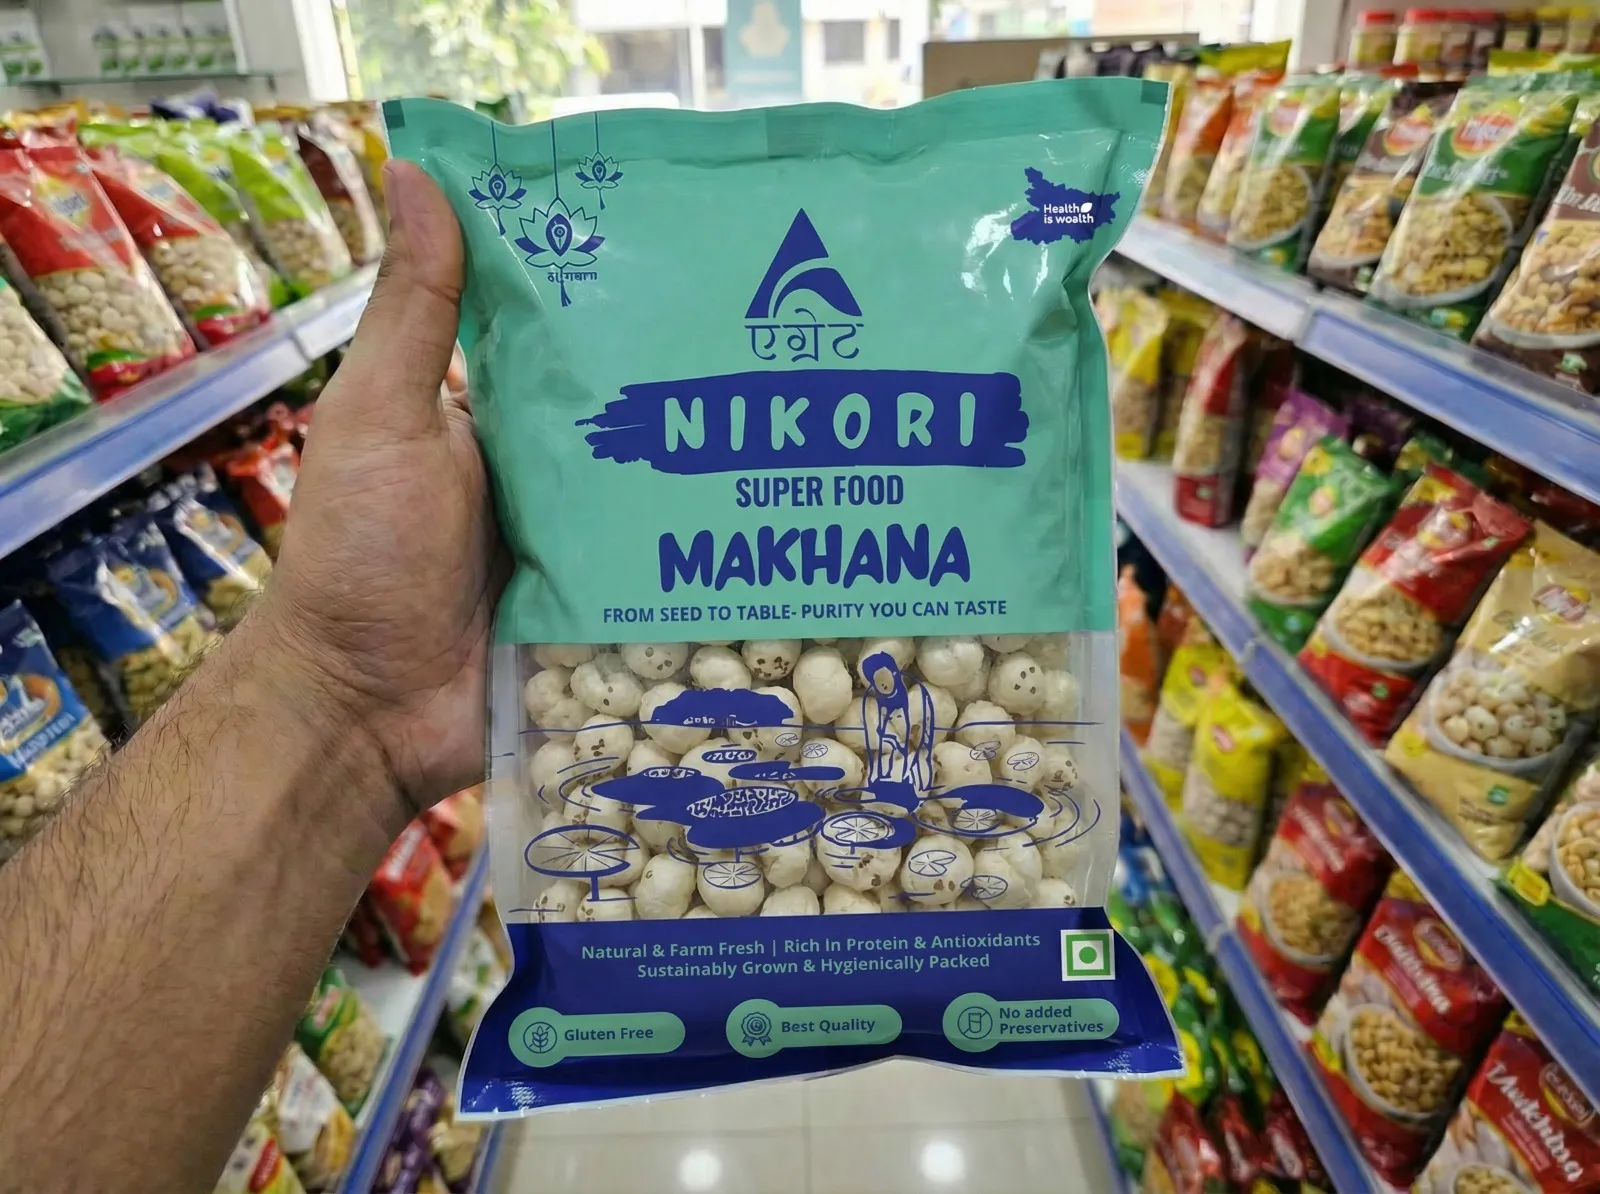 Health
is woalth
एग्रेट
NIKORI
SUPER FOOD
MAKHANA
FROM SEED TO TABLE- PURITY YOU CAN TASTE
Natural & Farm Fresh | Rich In Protein & Antioxidants
Sustainably Grown & Hygienically Packed
Gluten Free
Best Quality
No added
Preservatives